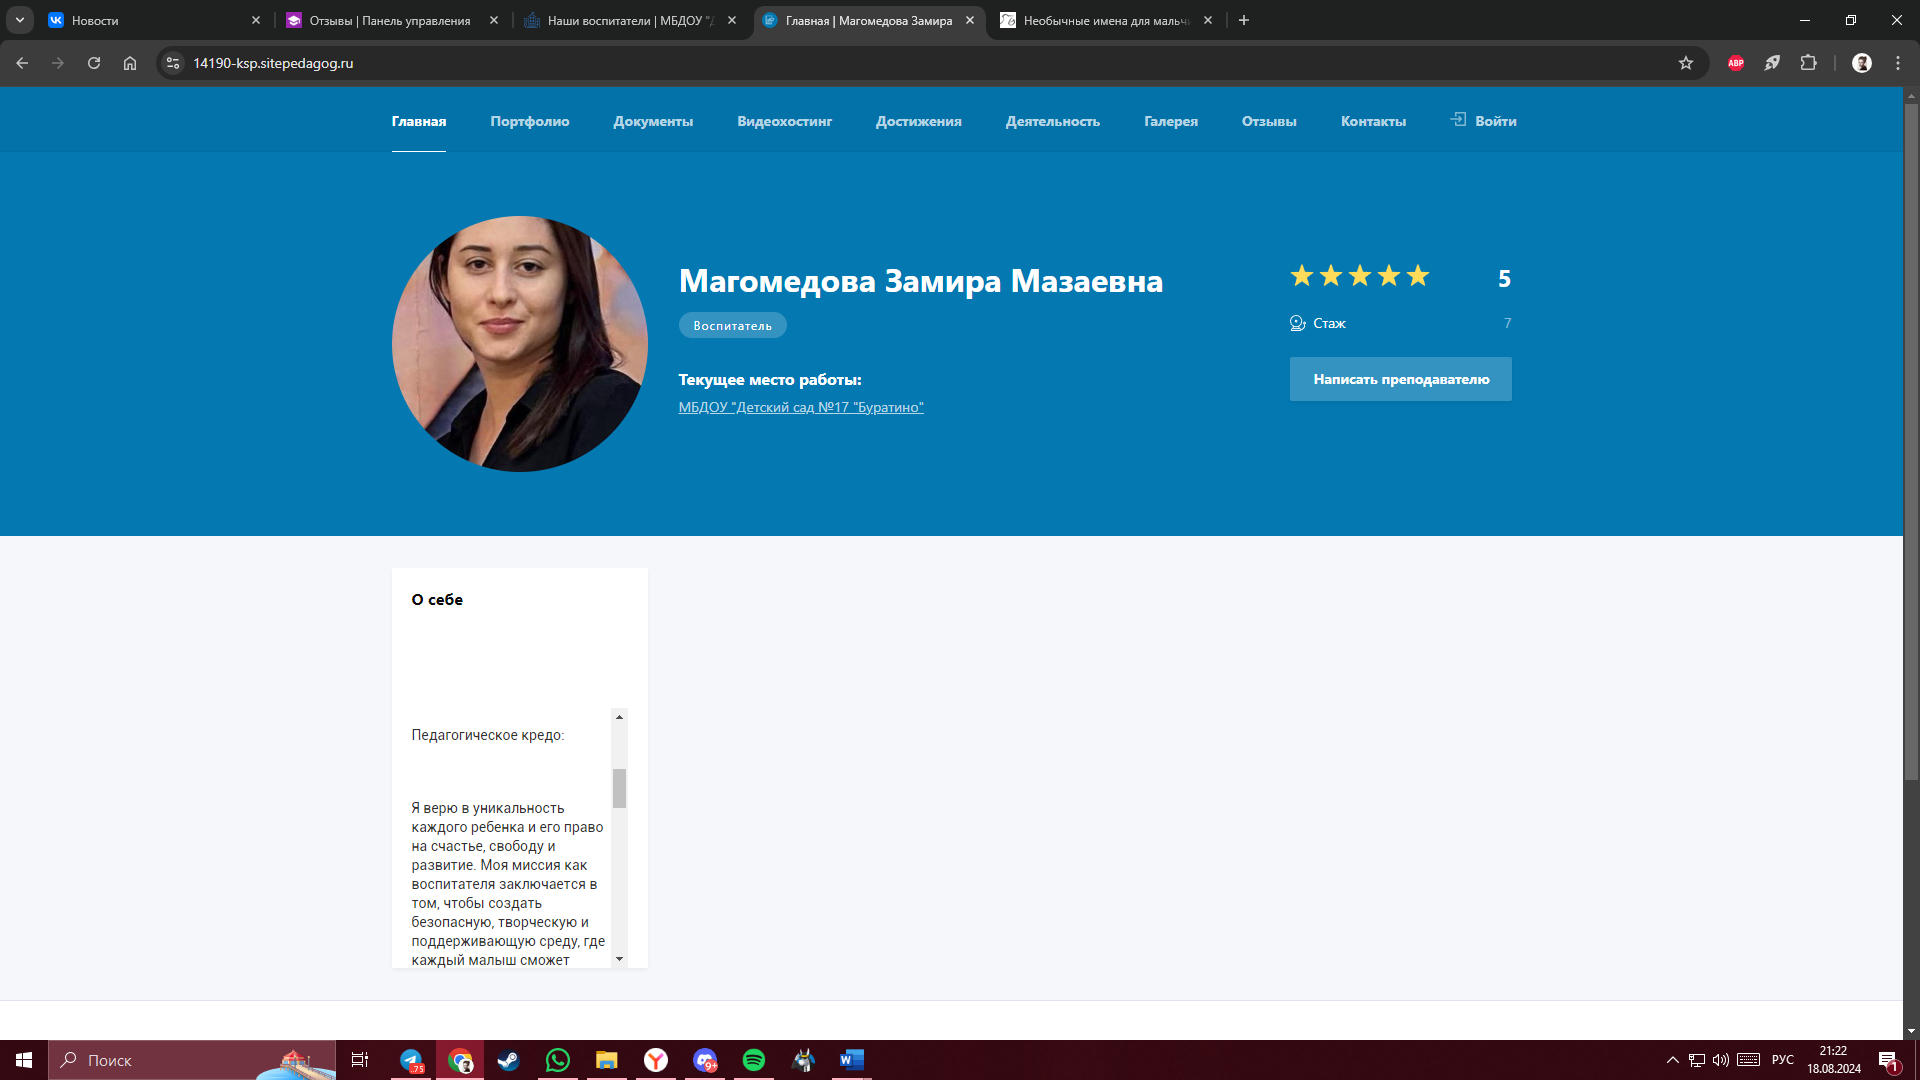 Новости
Отзывы | Панель управления
Наши воспитатели | МБДОУ "Д
Главная | Магомедова Замира
Необычные имена для мальч
14190-ksp.sitepedagog.ru
ABP
Главная
Портфолио
Документы
Видеохостинг
Достижения
Деятельность
Галерея
Отзывы
Контакты
Войти
Магомедова Замира Мазаевна
Воспитатель
Текущее место работы:
МБДОУ "Детский сад №17 "Буратино"
5
Стаж
7
Написать преподавателю
О себе
Педагогическое кредо:
Я верю в уникальность
каждого ребенка и его право
на счастье, свободу и
развитие. Моя миссия как
воспитателя заключается в
том, чтобы создать
безопасную, творческую и
поддерживающую среду, где
каждый малыш сможет
Поиск
75
9+
РУС
21:22
18.08.2024
1